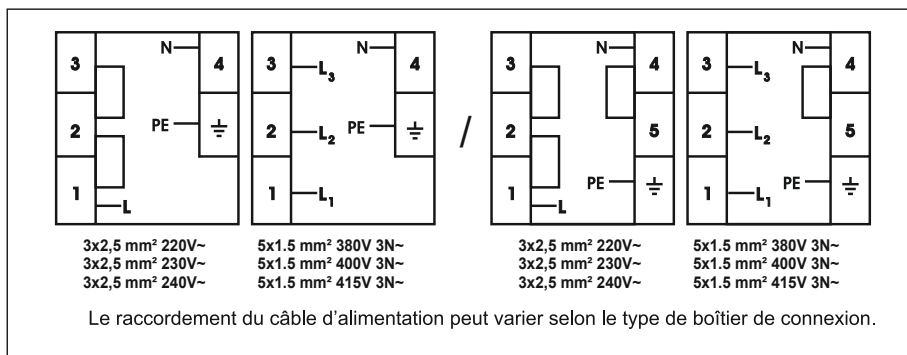 3 N 4 3 L3 N 4 / 3 N 4 3 L3 N 4
2 PE 2 L2 PE 2 5 2 L2 5
1 L 1 L1 1 L PE 1 L1 PE
3x2,5 mm² 220V~ 5x1.5 mm² 380V 3N~ 3x2,5 mm² 220V~ 5x1.5 mm² 380V 3N~
3x2,5 mm² 230V~ 5x1.5 mm² 400V 3N~ 3x2,5 mm² 230V~ 5x1.5 mm² 400V 3N~
3x2,5 mm² 240V~ 5x1.5 mm² 415V 3N~ 3x2,5 mm² 240V~ 5x1.5 mm² 415V 3N~
Le raccordement du câble d’alimentation peut varier selon le type de boîtier de connexion.